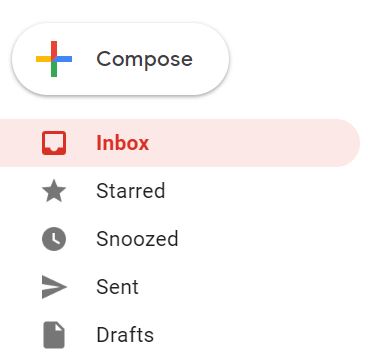 Compose
Inbox
Starred
Snoozed
Sent
Drafts